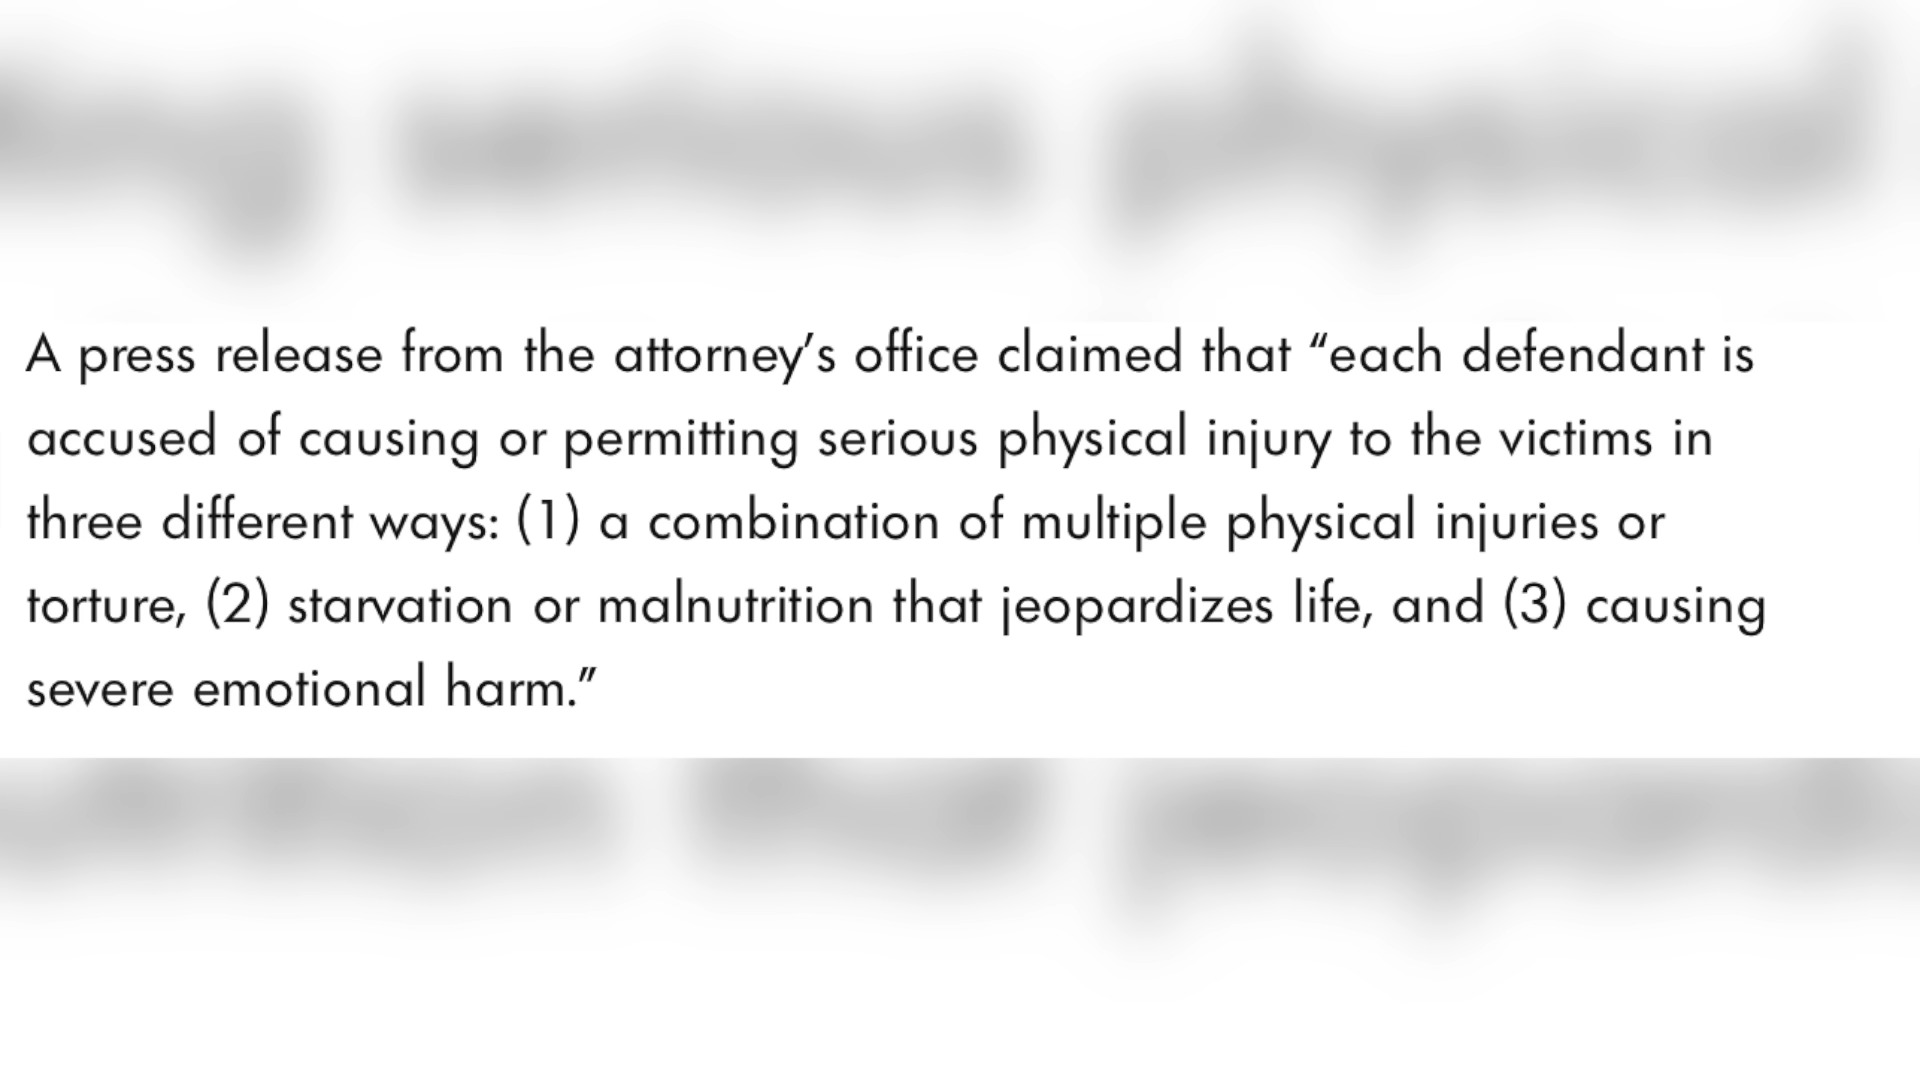 A press release from the attorney’s office claimed that “each defendant is
accused of causing or permitting serious physical injury to the victims in
three different ways: (1) a combination of multiple physical injuries or
torture, (2) starvation or malnutrition that jeopardizes life, and (3) causing
severe emotional harm.”